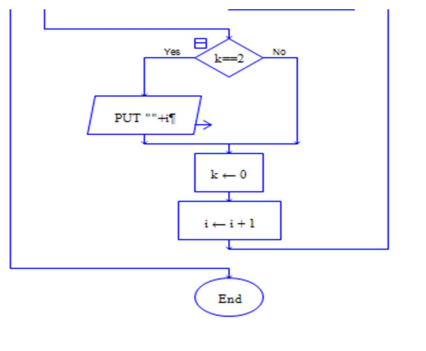 Yes
k==2
No
PUT ""+i¶
k ← 0
i ← i + 1
End